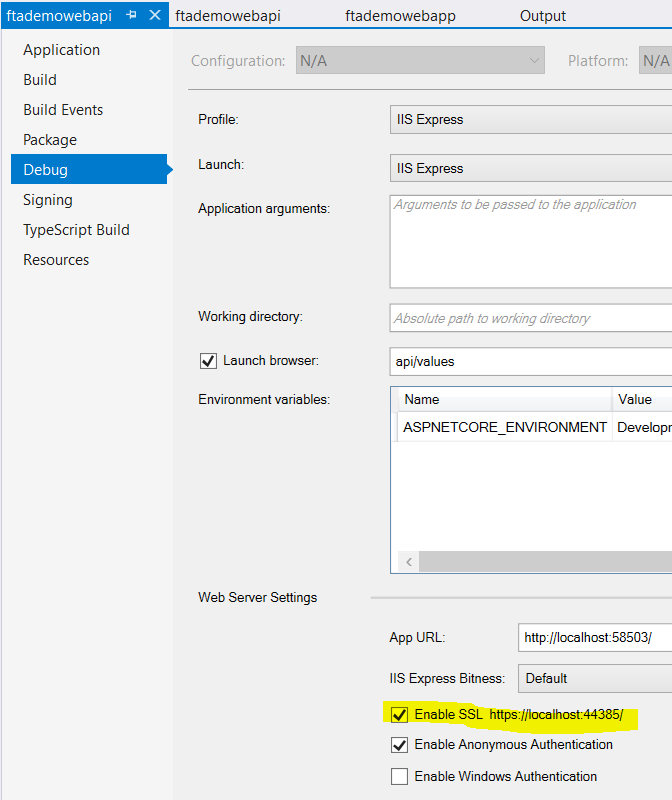 ftademowebapi ftademowebapi ftademowebapp Output
Application
Build
Build Events
Package
Debug
Signing
TypeScript Build
Resources
Configuration: N/A Platform: N/A
Profile: IIS Express
Launch: IIS Express
Application arguments: Arguments to be passed to the application
Working directory: Absolute path to working directory
Launch browser: api/values
Environment variables: Name Value
ASPNETCORE_ENVIRONMENT Developm
Web Server Settings
App URL: http://localhost:58503/
IIS Express Bitness: Default
Enable SSL https://localhost:44385/
Enable Anonymous Authentication
Enable Windows Authentication